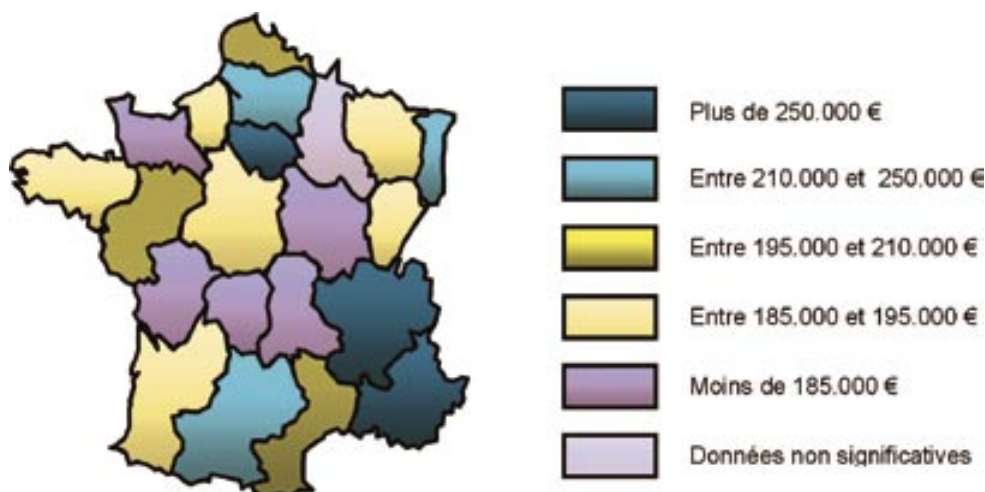 Plus de 250.000 €
Entre 210.000 et 250.000 €
Entre 195.000 et 210.000 €
Entre 185.000 et 195.000 €
Moins de 185.000 €
Données non significatives